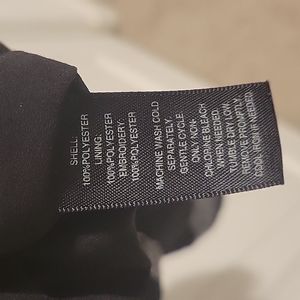 SHELL:
100%POLYESTER
LINING:
100%POLYESTER
EMBROIDERY:
100%POLYESTER
MACHINE WASH COLD
SEPARATELY.
GENTLE CYCLE.
ONLY NON-
CHLORINE BLEACH
WHEN NEEDED.
TUMBLE DRY LOW.
REMOVE PROMPTLY.
COOL IRON IF NEEDED.